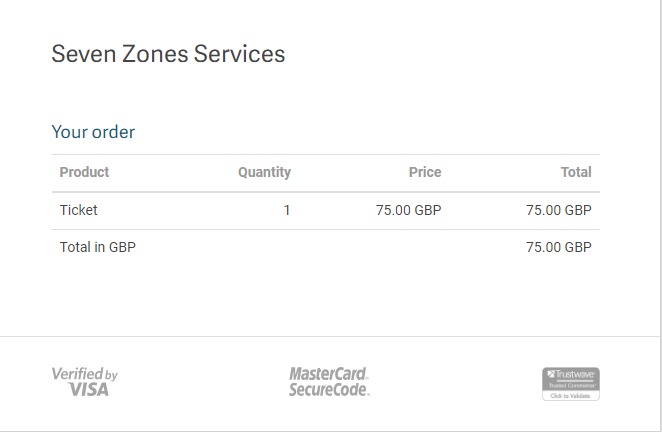 Seven Zones Services
Your order
Product Quantity Price Total
Ticket 1 75.00 GBP 75.00 GBP
Total in GBP 75.00 GBP
Verified by
VISA
MasterCard.
SecureCode.
Trustwave
Trusted Commerce
Click to Validate